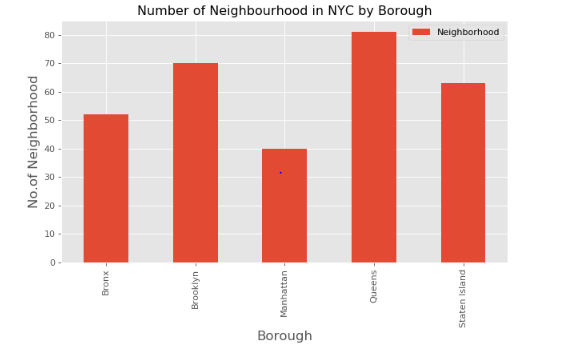 Number of Neighbourhood in NYC by Borough
Neighborhood
No.of Neighborhood
80
70
60
50
40
30
20
10
0
Bronx
Brooklyn
Manhattan
Queens
Staten Island
Borough